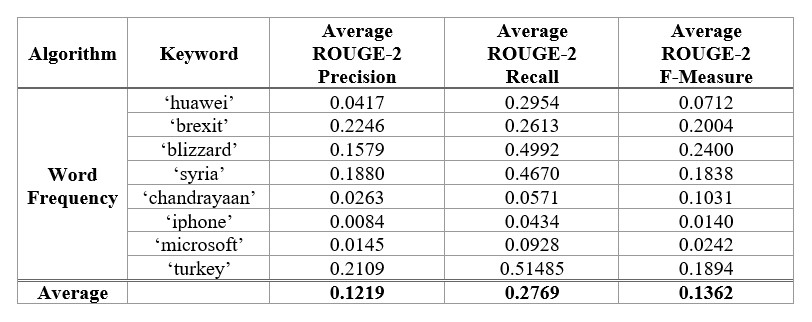 Algorithm Keyword Average ROUGE-2 Precision Average ROUGE-2 Recall Average ROUGE-2 F-Measure
Word Frequency
‘huawei’ 0.0417 0.2954 0.0712
‘brexit’ 0.2246 0.2613 0.2004
‘blizzard’ 0.1579 0.4992 0.2400
‘syria’ 0.1880 0.4670 0.1838
‘chandrayaan’ 0.0263 0.0571 0.1031
‘iphone’ 0.0084 0.0434 0.0140
‘microsoft’ 0.0145 0.0928 0.0242
‘turkey’ 0.2109 0.51485 0.1894
Average 0.1219 0.2769 0.1362